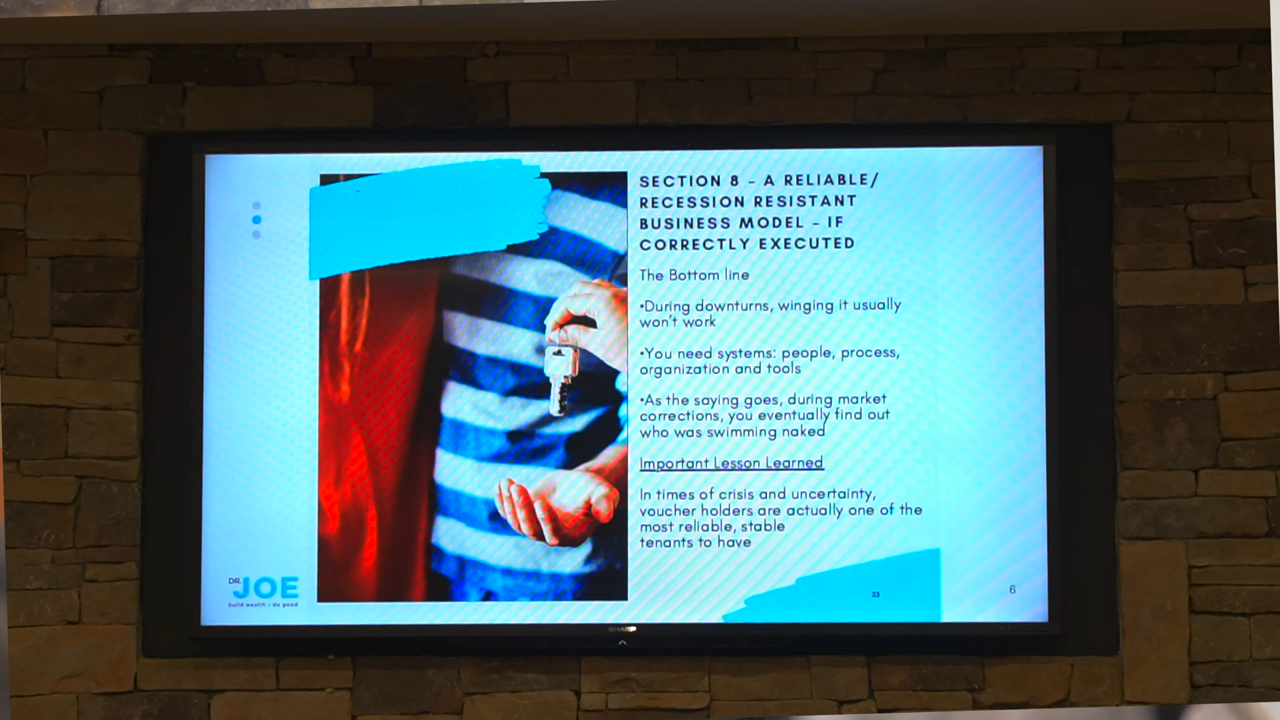 SECTION 8 - A RELIABLE/
RECESSION RESISTANT
BUSINESS MODEL - IF
CORRECTLY EXECUTED
The Bottom line
•During downturns, winging it usually
won't work
•You need systems: people, process,
organization and tools
•As the saying goes, during market
corrections, you eventually find out
who was swimming naked
Important Lesson Learned
In times of crisis and uncertainty,
voucher holders are actually one of the
most reliable, stable
tenants to have
DR.
JOE
build wealth - do good
23
6
SHARP